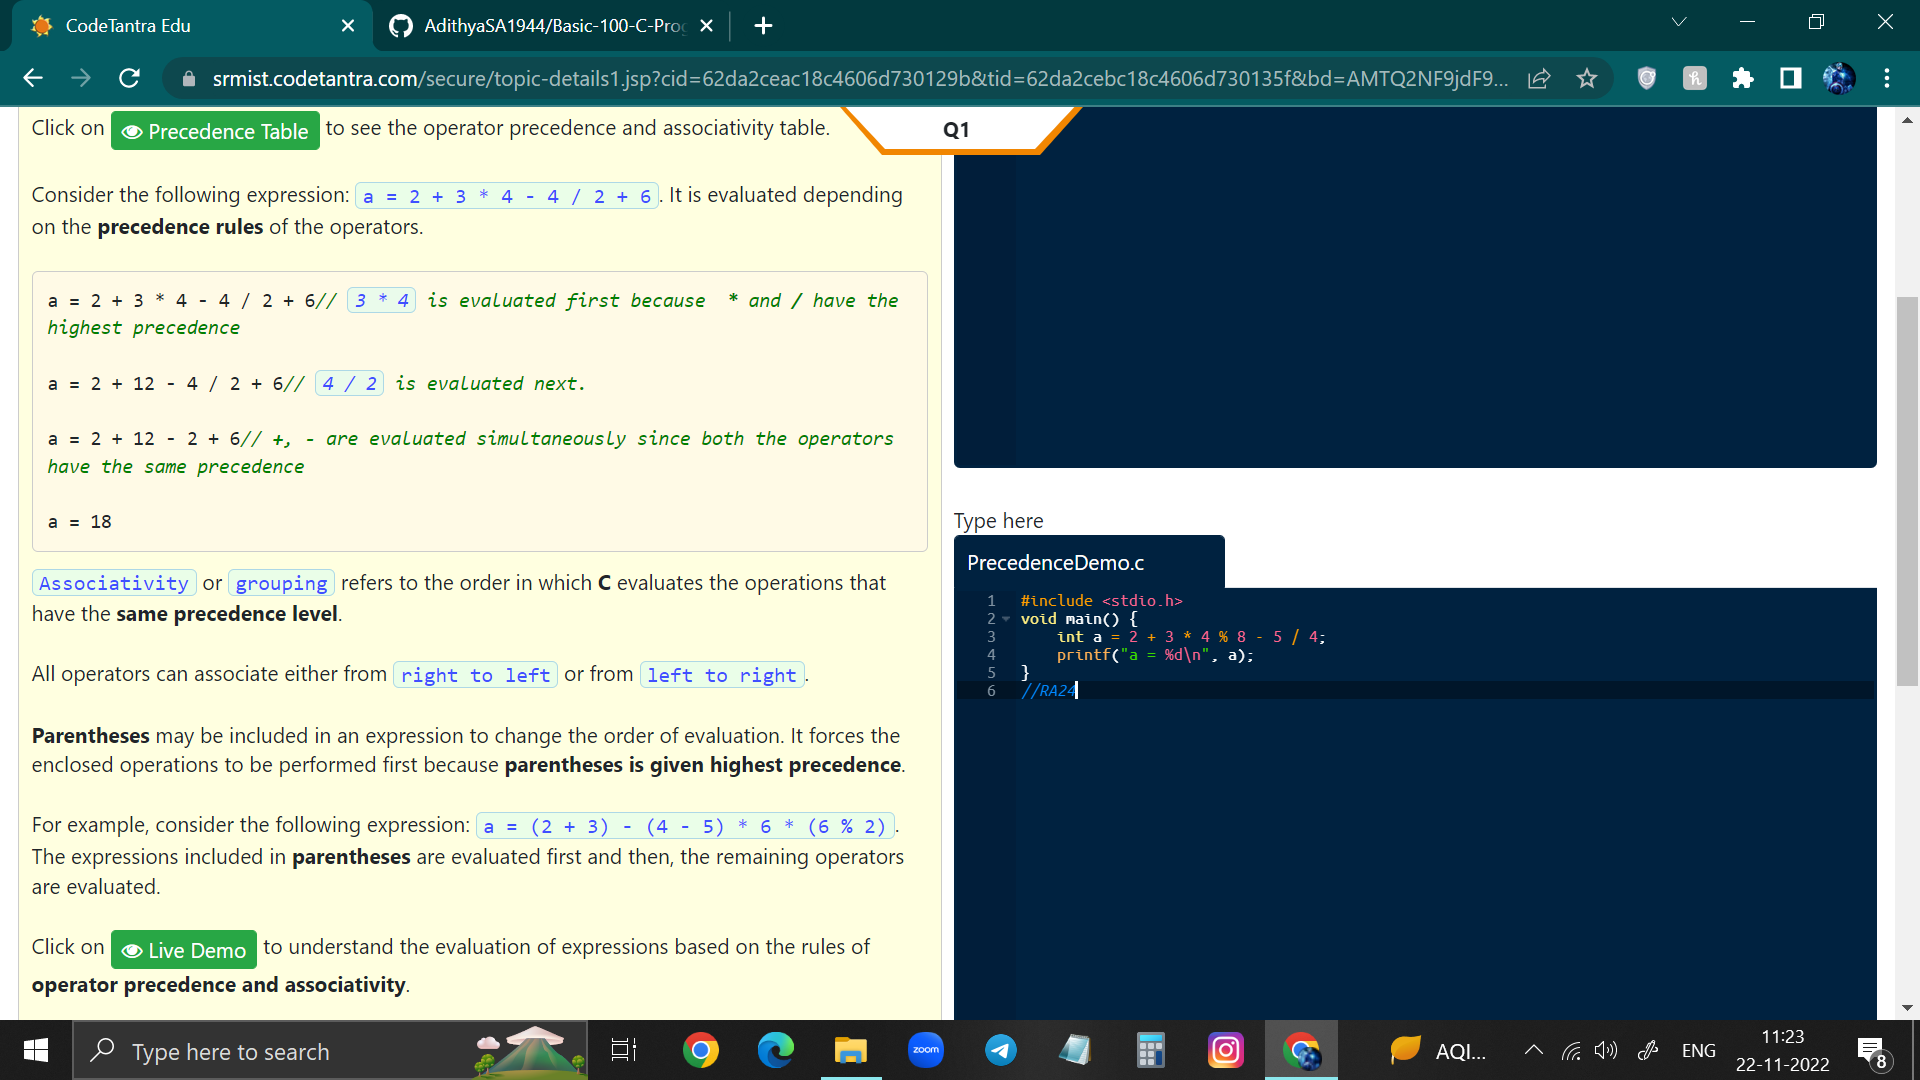 CodeTantra Edu
AdithyaSA1944/Basic-100-C-Pro
srmist.codetantra.com/secure/topic-details1.jsp?cid=62da2ceac18c4606d730129b&tid=62da2cebc18c4606d730135f&bd=AMTQ2NF9jdF9...
Click on Precedence Table to see the operator precedence and associativity table.
Q1
Consider the following expression: a = 2 + 3 * 4 - 4 / 2 + 6. It is evaluated depending
on the precedence rules of the operators.
a = 2 + 3 * 4 - 4 / 2 + 6// 3 * 4 is evaluated first because * and / have the
highest precedence
a = 2 + 12 - 4 / 2 + 6// 4 / 2 is evaluated next.
a = 2 + 12 - 2 + 6// +, - are evaluated simultaneously since both the operators
have the same precedence
a = 18
Associativity or grouping refers to the order in which C evaluates the operations that
have the same precedence level.
All operators can associate either from right to left or from left to right.
Parentheses may be included in an expression to change the order of evaluation. It forces the
enclosed operations to be performed first because parentheses is given highest precedence.
For example, consider the following expression: a = (2 + 3) - (4 - 5) * 6 * (6 % 2).
The expressions included in parentheses are evaluated first and then, the remaining operators
are evaluated.
Click on Live Demo to understand the evaluation of expressions based on the rules of
operator precedence and associativity.
Type here
PrecedenceDemo.c
1 #include <stdio.h>
2 void main() {
3 int a = 2 + 3 * 4 % 8 - 5 / 4;
4 printf("a = %d\n", a);
5 }
6 //RA24
Type here to search
zoom
AQI...
ENG
11:23
22-11-2022
8